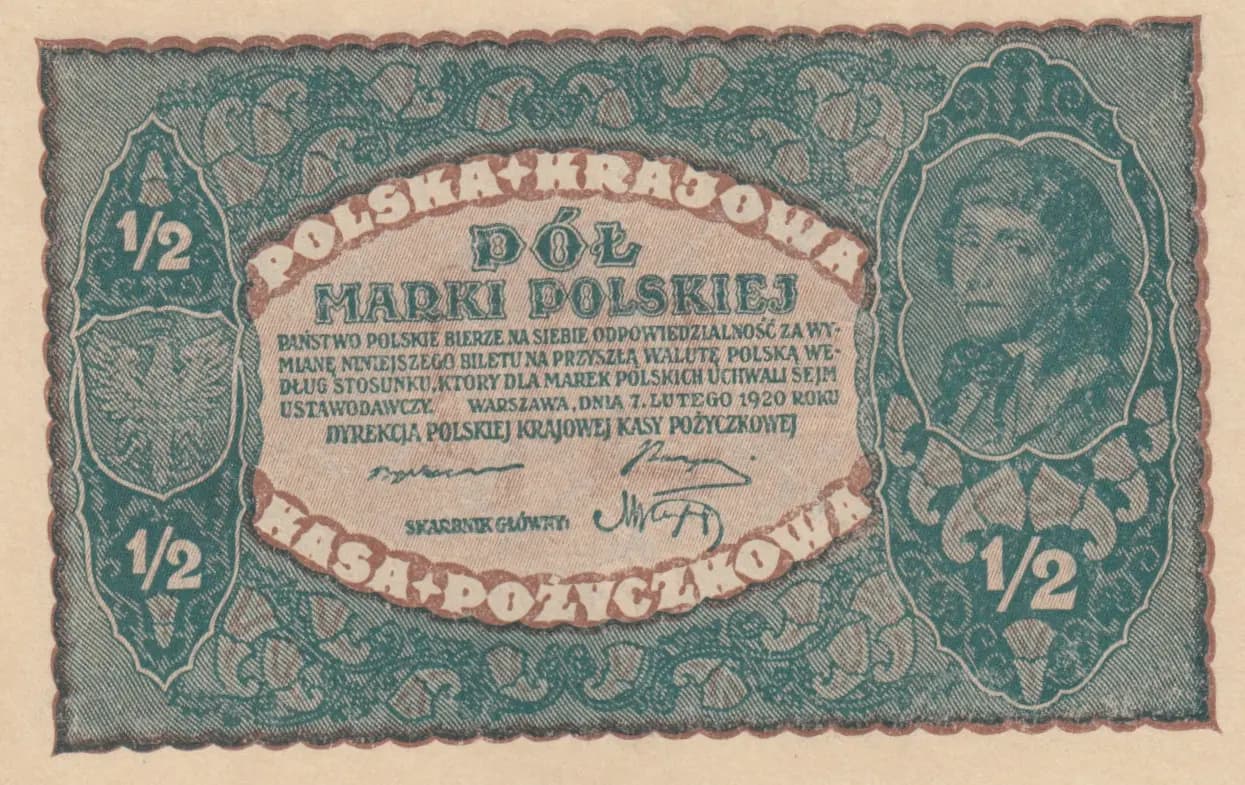 POLSKA+KRAJOWA
1/2
PÓŁ
MARKI POLSKIEJ
PAŃSTWO POLSKIE BIERZE NA SIEBIE ODPOWIEDZIALNOŚĆ ZA WY-
MIANĘ NINIEJSZEGO BILETU NA PRZYSZŁĄ WALUTĘ POLSKĄ WE-
DŁUG STOSUNKU, KTORY DLA MAREK POLSKICH UCHWALI SEJM
USTAWODAWCZY. WARSZAWA, DNIA 7. LUTEGO 1920 ROKU
DYREKCJA POLSKIEJ KRAJOWEJ KASY POŻYCZKOWEJ
SKARBNIK GŁÓWNY:
1/2
1/2
KASA+POŻYCZKOWA